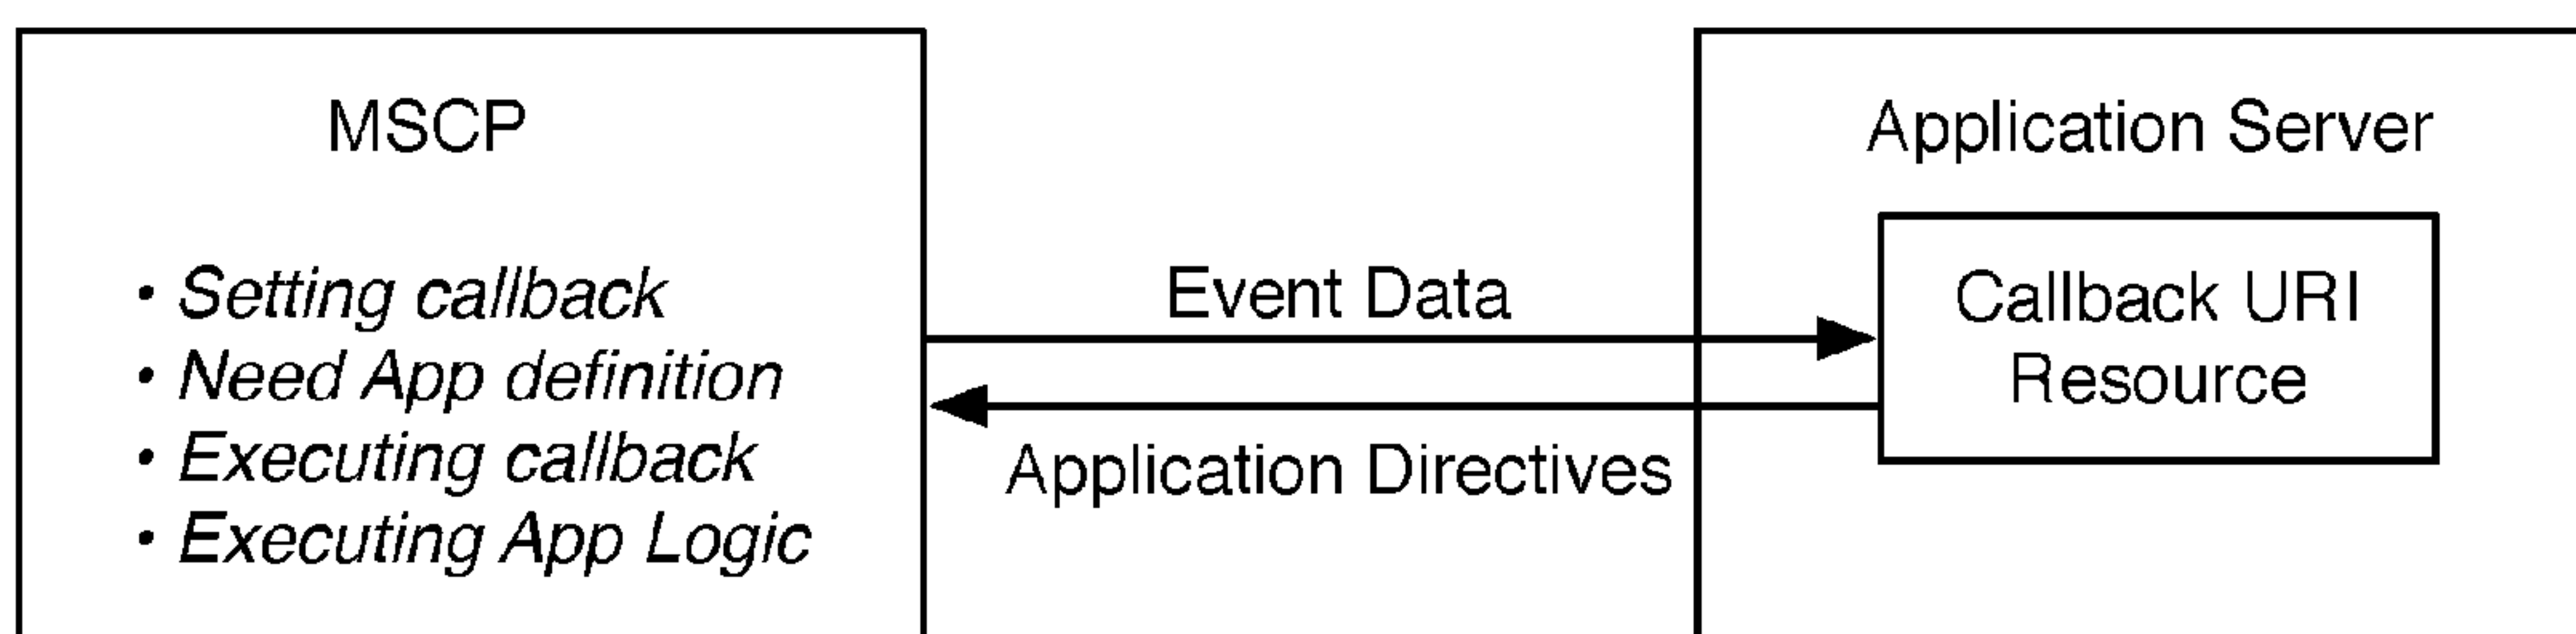 MSCP
• Setting callback
• Need App definition
• Executing callback
• Executing App Logic
Event Data
Application Directives
Application Server
Callback URI
Resource